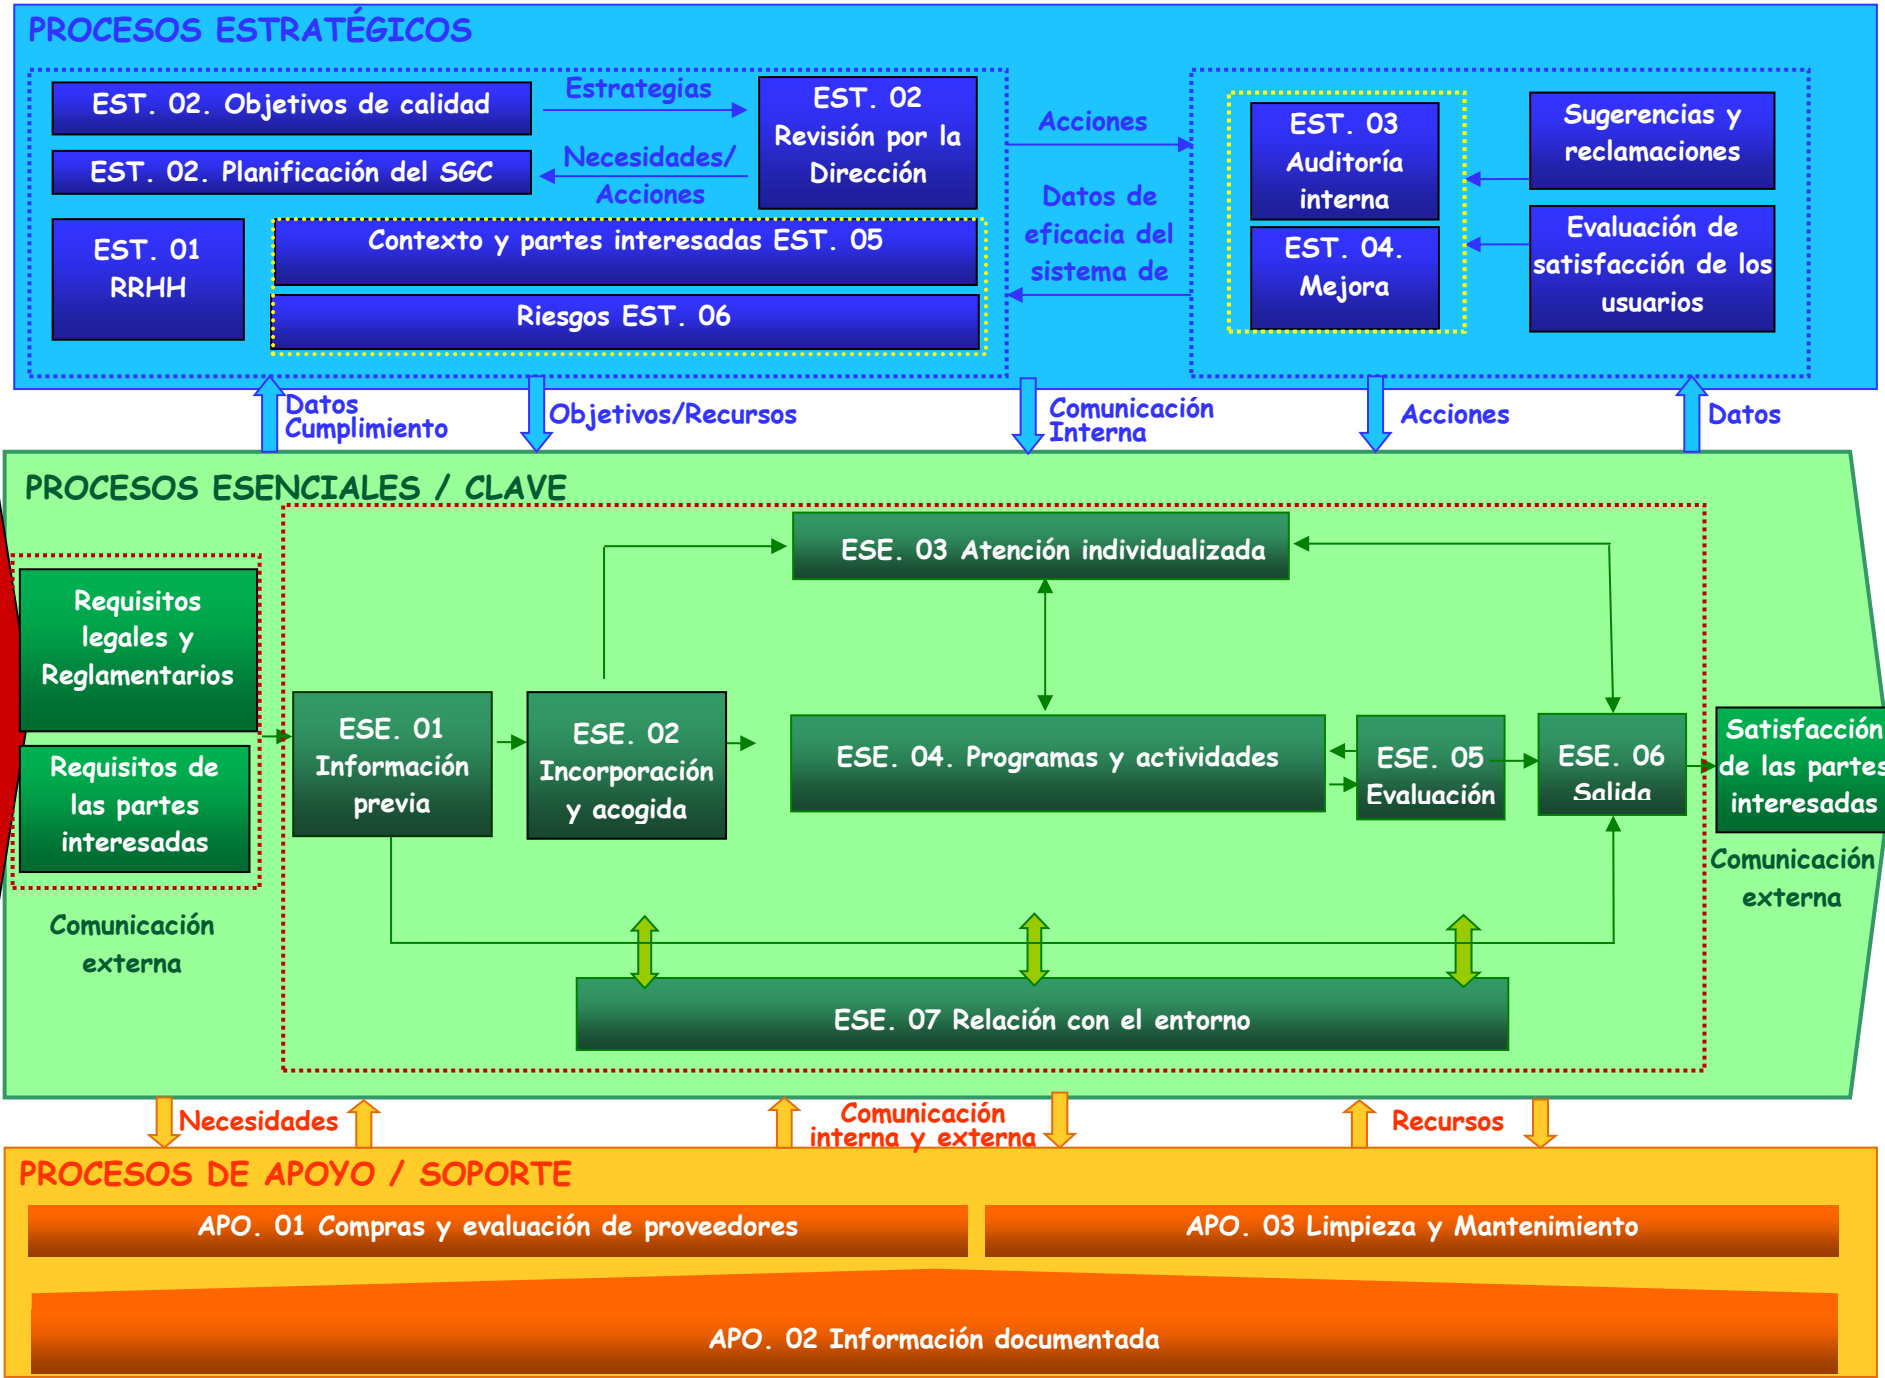 PROCESOS ESTRATÉGICOS
EST. 02. Objetivos de calidad
Estrategias
EST. 02
Revisión por la
Dirección
EST. 02. Planificación del SGC
Necesidades/
Acciones
EST. 01
RRHH
Contexto y partes interesadas EST. 05
Riesgos EST. 06
Acciones
Datos de
eficacia del
sistema de
EST. 03
Auditoría
interna
EST. 04.
Mejora
Sugerencias y
reclamaciones
Evaluación de
satisfacción de los
usuarios
Datos
Cumplimiento
Objetivos/Recursos
Comunicación
Interna
Acciones
Datos
PROCESOS ESENCIALES / CLAVE
Requisitos
legales y
Reglamentarios
Requisitos de
las partes
interesadas
Comunicación
externa
ESE. 01
Información
previa
ESE. 02
Incorporación
y acogida
ESE. 03 Atención individualizada
ESE. 04. Programas y actividades
ESE. 05
Evaluación
ESE. 06
Salida
Satisfacción
de las partes
interesadas
Comunicación
externa
ESE. 07 Relación con el entorno
Necesidades
Comunicación
interna y externa
Recursos
PROCESOS DE APOYO / SOPORTE
APO. 01 Compras y evaluación de proveedores
APO. 03 Limpieza y Mantenimiento
APO. 02 Información documentada